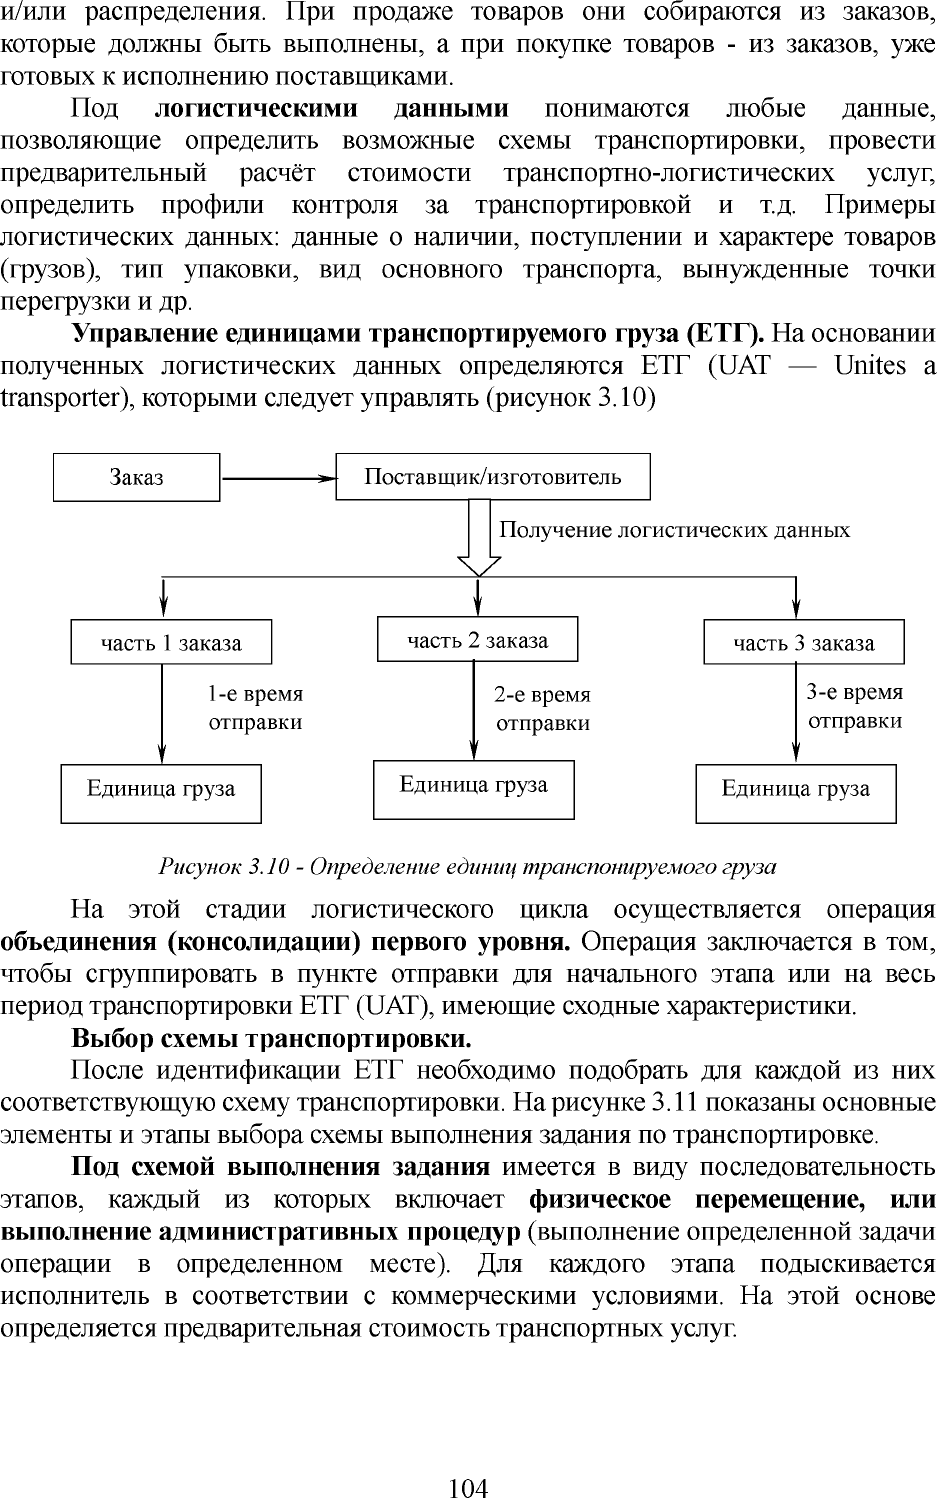 и/или распределения. При продаже товаров они собираются из заказов,
которые должны быть выполнены, а при покупке товаров - из заказов, уже
готовых к исполнению поставщиками.
Под логистическими данными понимаются любые данные,
позволяющие определить возможные схемы транспортировки, провести
предварительный расчёт стоимости транспортно-логистических услуг,
определить профили контроля за транспортировкой и т.д. Примеры
логистических данных: данные о наличии, поступлении и характере товаров
(грузов), тип упаковки, вид основного транспорта, вынужденные точки
перегрузки и др.
Управление единицами транспортируемого груза (ЕТГ). На основании
полученных логистических данных определяются ЕТГ (UAT — Unites a
transporter), которыми следует управлять (рисунок 3.10)
Заказ
Поставщик/изготовитель
Получение логистических данных
часть 1 заказа
часть 2 заказа
часть 3 заказа
1-е время
отправки
2-е время
отправки
3-е время
отправки
Единица груза
Единица груза
Единица груза
Рисунок 3.10 - Определение единиц транспонируемого груза
На этой стадии логистического цикла осуществляется операция
объединения (консолидации) первого уровня. Операция заключается в том,
чтобы сгруппировать в пункте отправки для начального этапа или на весь
период транспортировки ЕТГ (UAT), имеющие сходные характеристики.
Выбор схемы транспортировки.
После идентификации ЕТГ необходимо подобрать для каждой из них
соответствующую схему транспортировки. На рисунке 3.11 показаны основные
элементы и этапы выбора схемы выполнения задания по транспортировке.
Под схемой выполнения задания имеется в виду последовательность
этапов, каждый из которых включает физическое перемещение, или
выполнение административных процедур (выполнение определенной задачи
операции в определенном месте). Для каждого этапа подыскивается
исполнитель в соответствии с коммерческими условиями. На этой основе
определяется предварительная стоимость транспортных услуг.
104